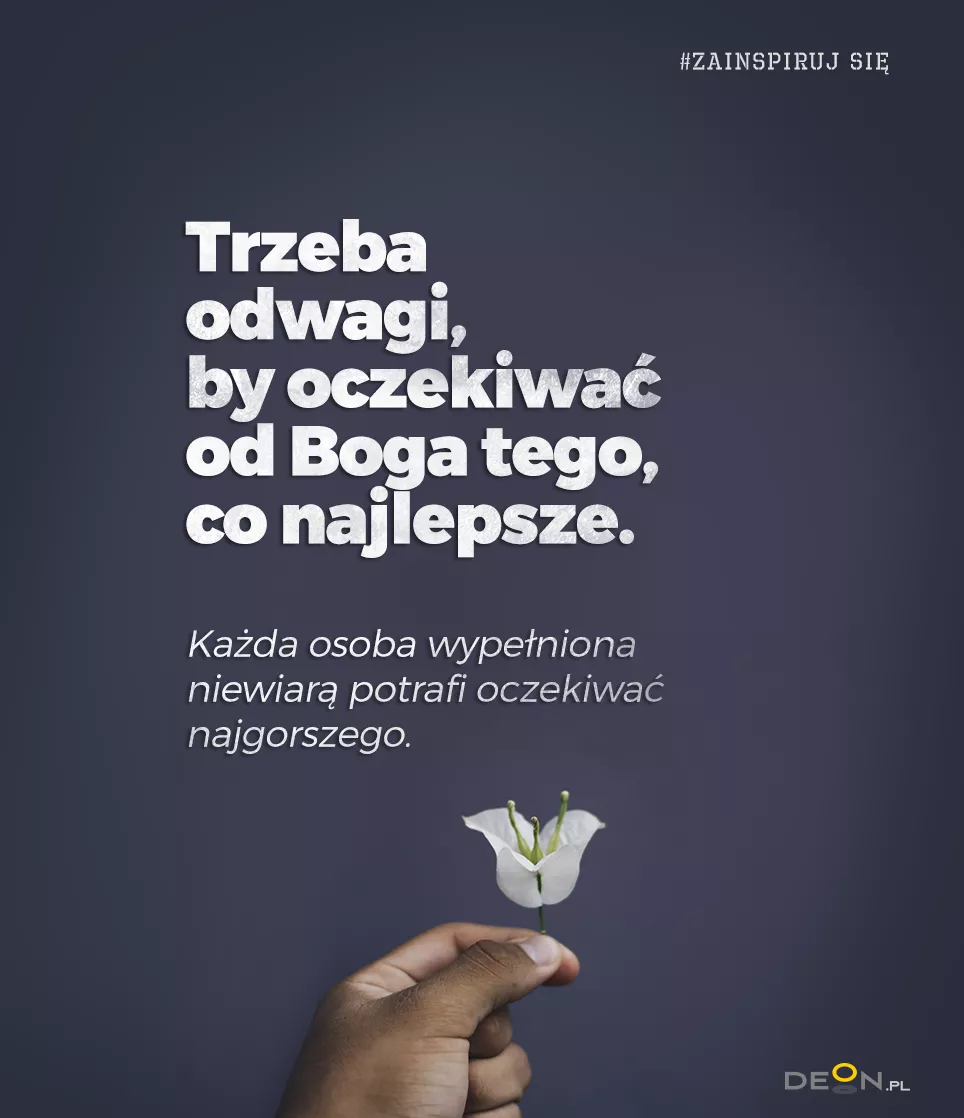 #ZAINSPIRUJ SIĘ
Trzeba
odwagi,
by oczekiwać
od Boga tego,
co najlepsze.
Każda osoba wypełniona
niewiarą potrafi oczekiwać
najgorszego.
DEON.PL